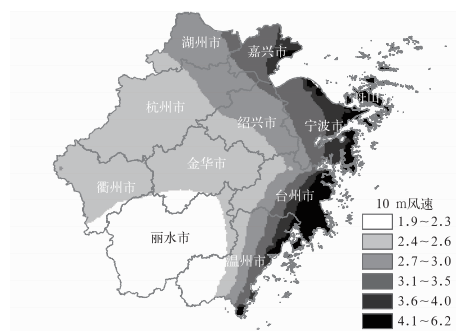 湖州市
嘉兴市
杭州市
舟山
绍兴市
宁波市
金华市
衢州市
台州市
丽水市
温州市
10 m风速
1.9~2.3
2.4~2.6
2.7~3.0
3.1~3.5
3.6~4.0
4.1~6.2